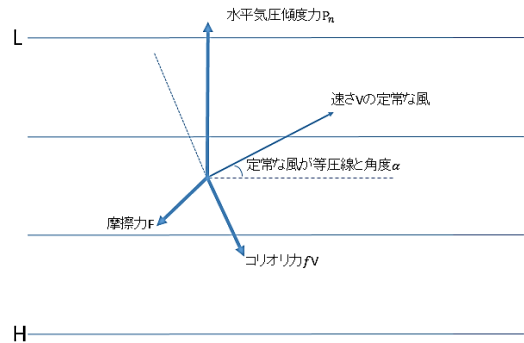 水平気圧傾度力Pn
L
速さVの定常な風
定常な風が等圧線と角度α
摩擦力F
コリオリ力fV
H